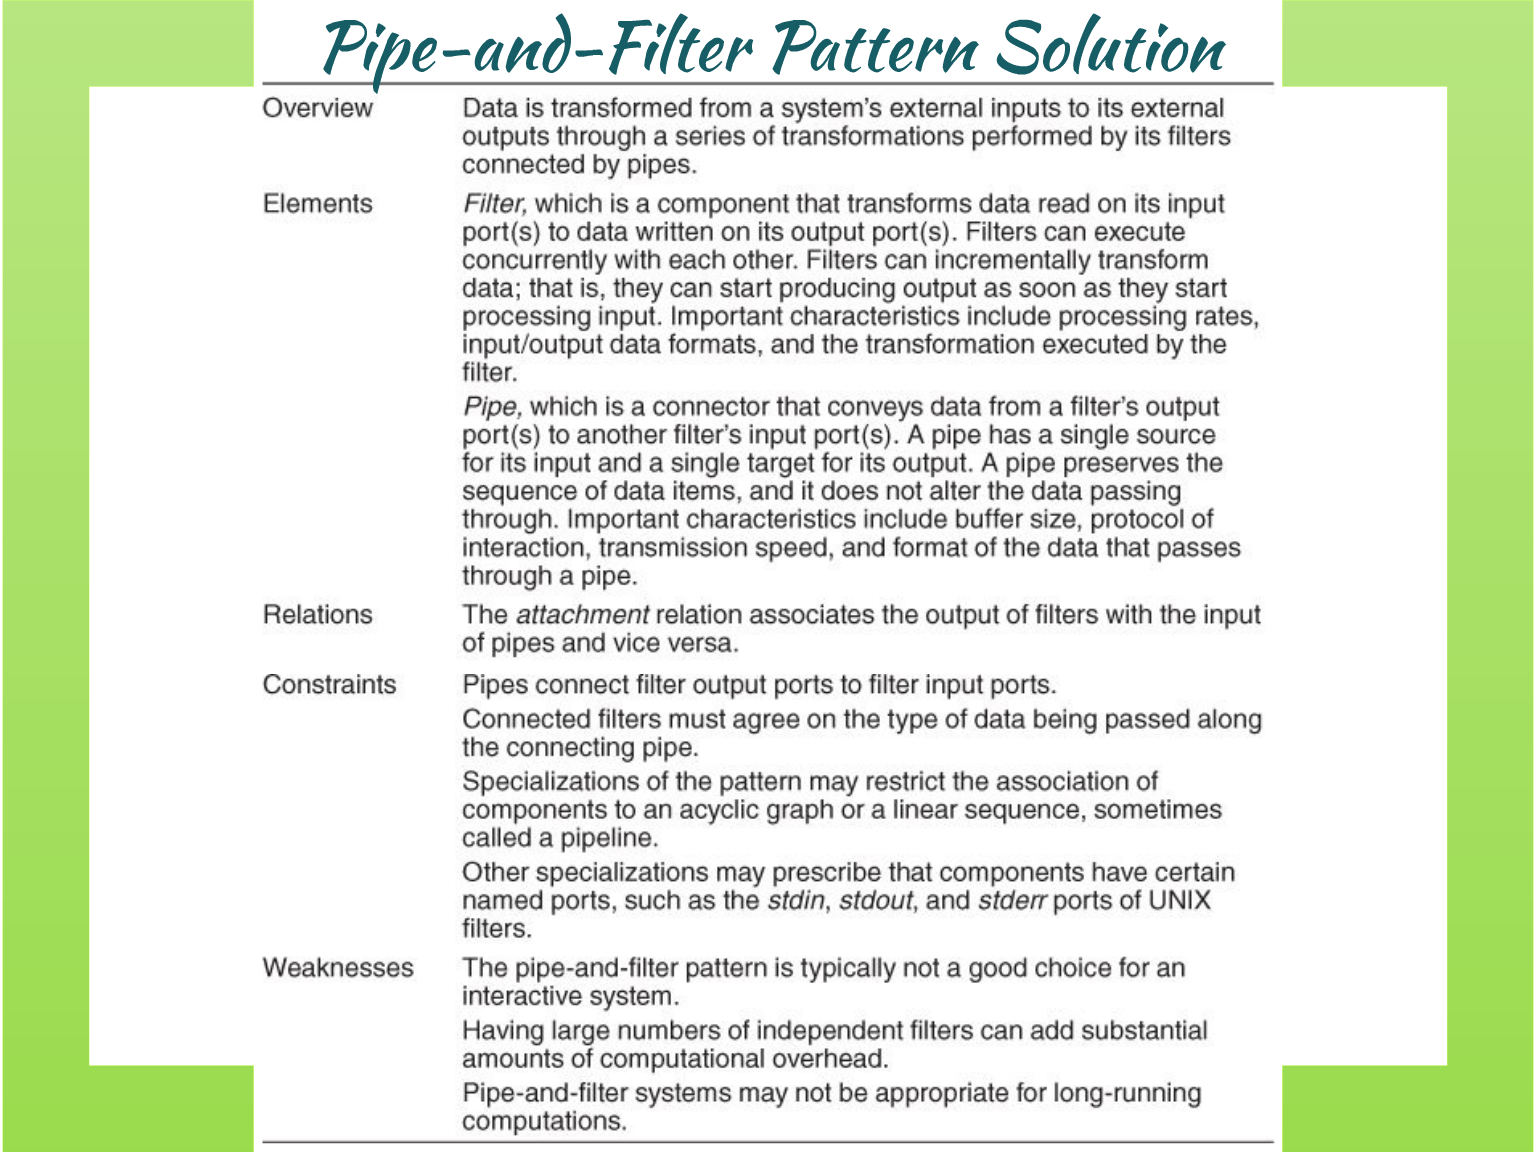 Pipe-and-Filter Pattern Solution
Overview Data is transformed from a system's external inputs to its external
outputs through a series of transformations performed by its filters
connected by pipes.
Elements Filter, which is a component that transforms data read on its input
port(s) to data written on its output port(s). Filters can execute
concurrently with each other. Filters can incrementally transform
data; that is, they can start producing output as soon as they start
processing input. Important characteristics include processing rates,
input/output data formats, and the transformation executed by the
filter.
Pipe, which is a connector that conveys data from a filter's output
port(s) to another filter's input port(s). A pipe has a single source
for its input and a single target for its output. A pipe preserves the
sequence of data items, and it does not alter the data passing
through. Important characteristics include buffer size, protocol of
interaction, transmission speed, and format of the data that passes
through a pipe.
Relations The attachment relation associates the output of filters with the input
of pipes and vice versa.
Constraints Pipes connect filter output ports to filter input ports.
Connected filters must agree on the type of data being passed along
the connecting pipe.
Specializations of the pattern may restrict the association of
components to an acyclic graph or a linear sequence, sometimes
called a pipeline.
Other specializations may prescribe that components have certain
named ports, such as the stdin, stdout, and stderr ports of UNIX
filters.
Weaknesses The pipe-and-filter pattern is typically not a good choice for an
interactive system.
Having large numbers of independent filters can add substantial
amounts of computational overhead.
Pipe-and-filter systems may not be appropriate for long-running
computations.